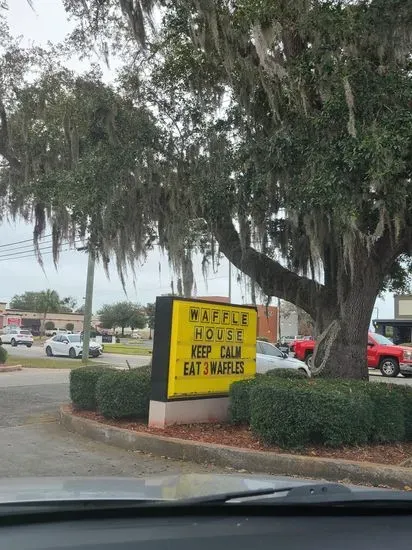 WAFFLE
HOUSE
KEEP CALM
EAT 3 WAFFLES